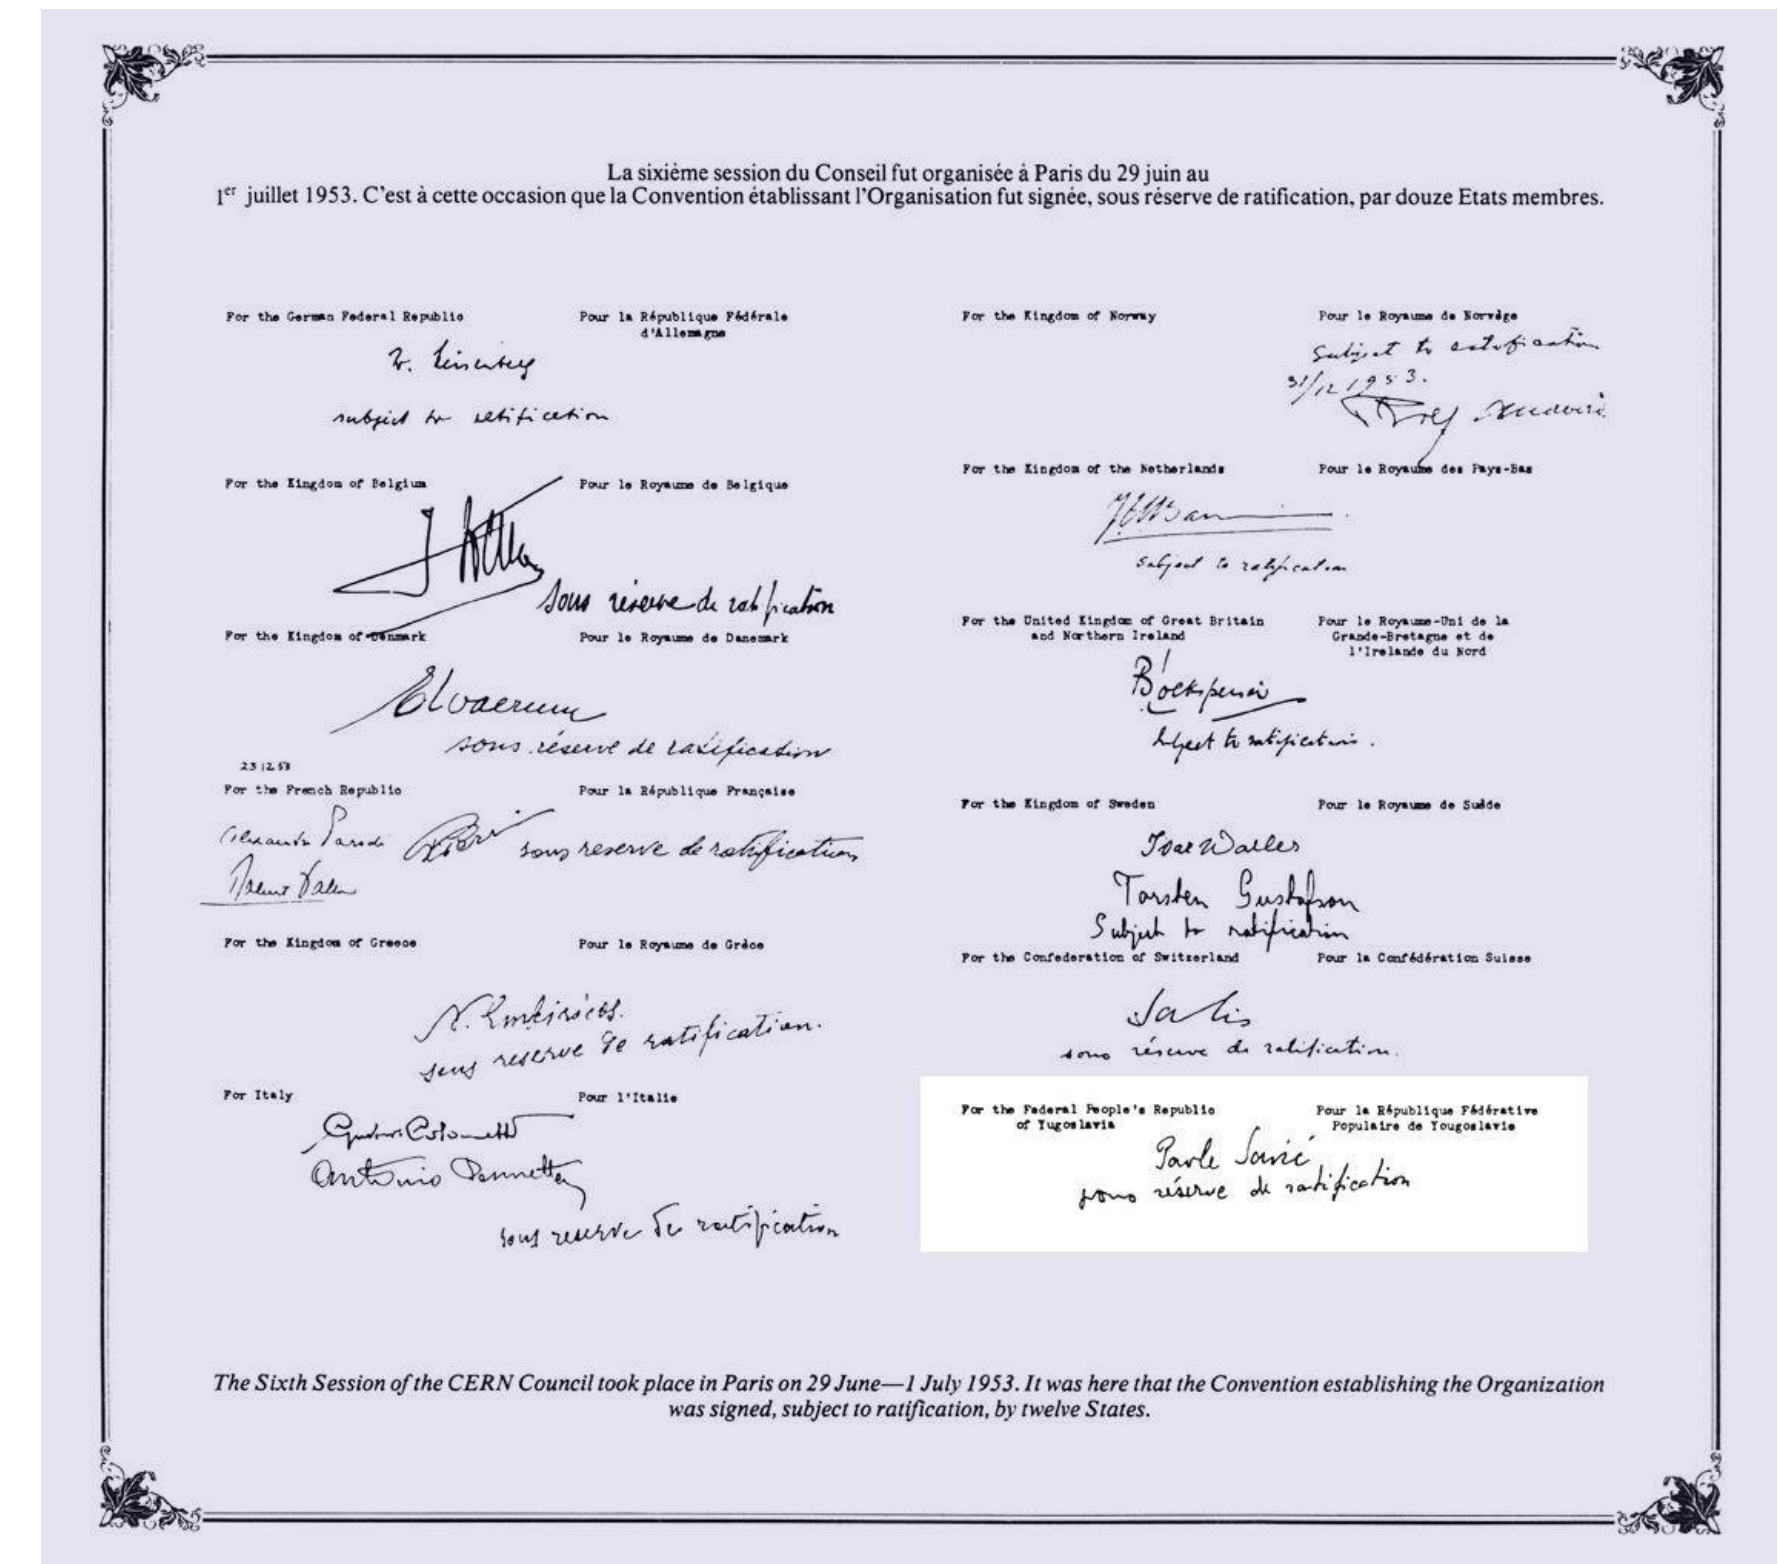 La sixième session du Conseil fut organisée à Paris du 29 juin au
1er juillet 1953. C'est à cette occasion que la Convention établissant l'Organisation fut signée, sous réserve de ratification, par douze Etats membres.
For the German Federal Republic
Pour la République Fédérale
d'Allemagne
W. Heisenberg
subject to ratification
For the Kingdom of Belgium
Pour le Royaume de Belgique
sous réserve de ratification
For the Kingdom of Denmark
Pour le Royaume de Danemark
sous réserve de ratification
23 12 53
For the French Republic
Pour la République Française
Alexandre Parodi
sous reserve de ratification
For the Kingdom of Greece
Pour le Royaume de Grèce
sous reserve de ratification.
For Italy
Pour l'Italie
Gustavo Colonnetti
Antonio Pennetta
sous reserve de ratification
For the Kingdom of Norway
Pour le Royaume de Norvège
Subject to ratification
31/12 1953.
For the Kingdom of the Netherlands
Pour le Royaume des Pays-Bas
subject to ratification
For the United Kingdom of Great Britain
and Northern Ireland
Pour le Royaume-Uni de la
Grande-Bretagne et de
l'Irelande du Nord
subject to ratification.
For the Kingdom of Sweden
Pour le Royaume de Suède
Ivar Waller
Torsten Gustafson
Subject to ratification
For the Confederation of Switzerland
Pour la Confédération Suisse
Salis
sous réserve de ratification.
For the Federal People's Republic
of Yugoslavia
Pour la République Fédérative
Populaire de Yougoslavie
Pavle Savić
sous réserve de ratification
The Sixth Session of the CERN Council took place in Paris on 29 June—1 July 1953. It was here that the Convention establishing the Organization
was signed, subject to ratification, by twelve States.